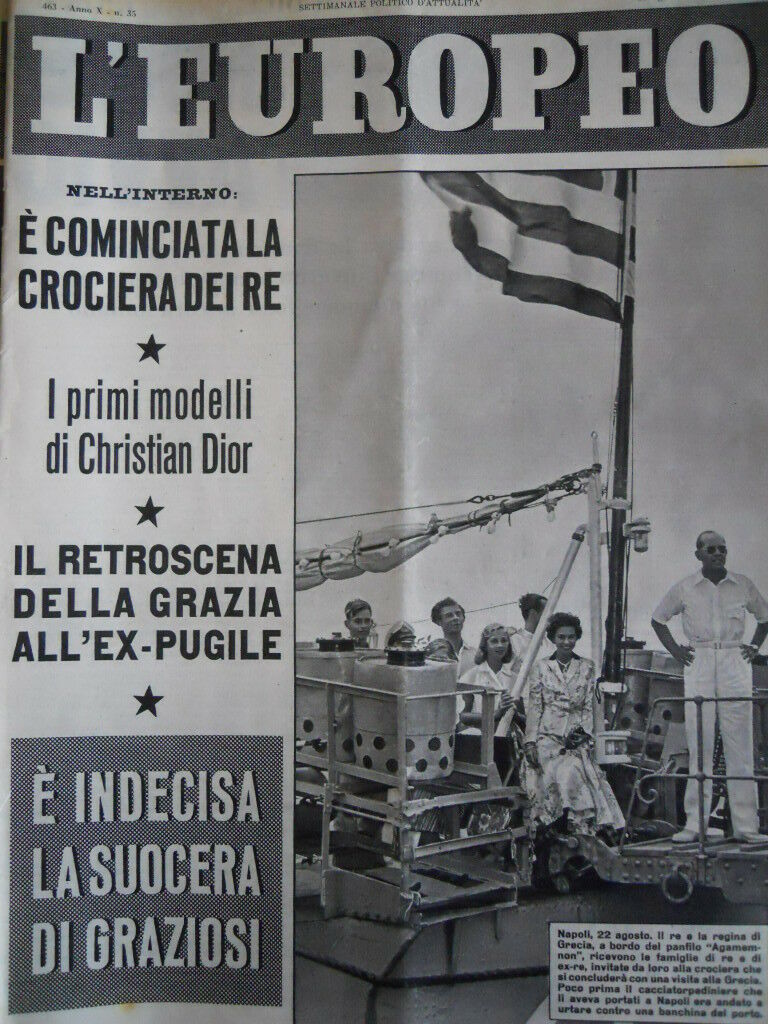 463 - Anno X - n. 35
SETTIMANALE POLITICO D'ATTUALITA'
L'EUROPEO
NELL'INTERNO:
È COMINCIATA LA
CROCIERA DEI RE
★
I primi modelli
di Christian Dior
★
IL RETROSCENA
DELLA GRAZIA
ALL'EX-PUGILE
★
È INDECISA
LA SUOCERA
DI GRAZIOSI
Napoli, 22 agosto. Il re e la regina di
Grecia, a bordo del panfilo "Agamem-
non", ricevono le famiglie di re e di
ex-re, invitate da loro alla crociera che
si concluderà con una visita alla Grecia.
Poco prima il cacciatorpediniere che
li aveva portati a Napoli era andato a
urtare contro una banchina del porto.